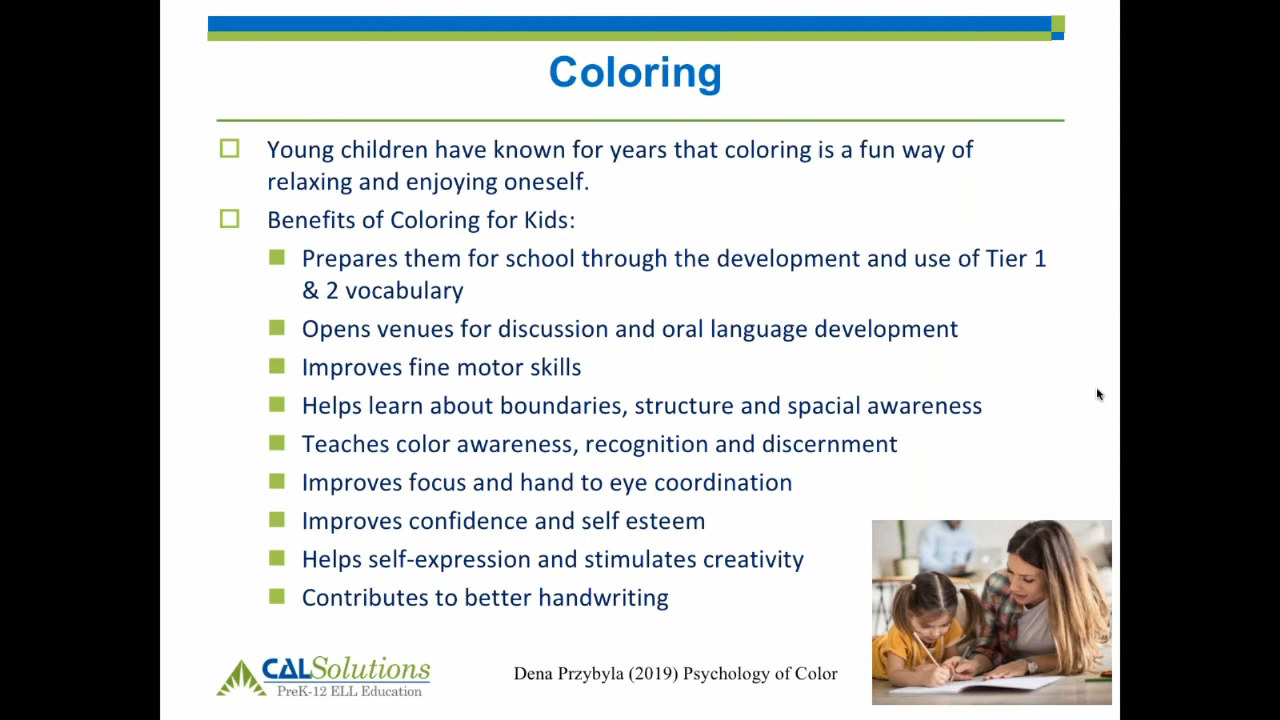 Coloring
Young children have known for years that coloring is a fun way of
relaxing and enjoying oneself.
Benefits of Coloring for Kids:
Prepares them for school through the development and use of Tier 1
& 2 vocabulary
Opens venues for discussion and oral language development
Improves fine motor skills
Helps learn about boundaries, structure and spacial awareness
Teaches color awareness, recognition and discernment
Improves focus and hand to eye coordination
Improves confidence and self esteem
Helps self-expression and stimulates creativity
Contributes to better handwriting
CALSolutions
PreK-12 ELL Education
Dena Przybyla (2019) Psychology of Color